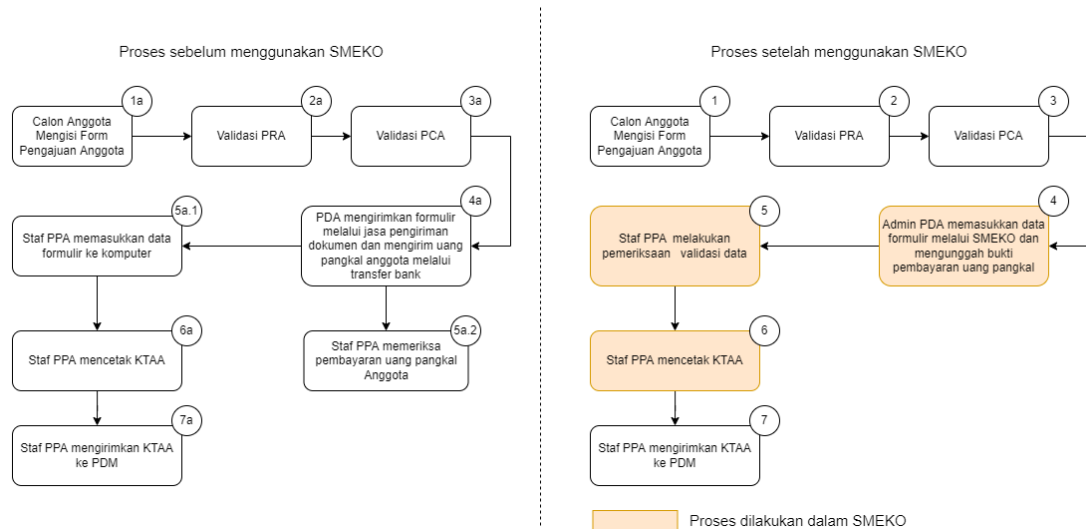 Proses sebelum menggunakan SMEKO
1a
Calon Anggota
Mengisi Form
Pengajuan Anggota
2a
Validasi PRA
3a
Validasi PCA
4a
PDA mengirimkan formulir
melalui jasa pengiriman
dokumen dan mengirim uang
pangkal anggota melalui
transfer bank
5a.1
Staf PPA memasukkan data
formulir ke komputer
5a.2
Staf PPA memeriksa
pembayaran uang pangkal
Anggota
6a
Staf PPA mencetak KTAA
7a
Staf PPA mengirimkan KTAA
ke PDM
Proses setelah menggunakan SMEKO
1
Calon Anggota
Mengisi Form
Pengajuan Anggota
2
Validasi PRA
3
Validasi PCA
4
Admin PDA memasukkan data
formulir melalui SMEKO dan
mengunggah bukti
pembayaran uang pangkal
5
Staf PPA melakukan
pemeriksaan validasi data
6
Staf PPA mencetak KTAA
7
Staf PPA mengirimkan KTAA
ke PDM
Proses dilakukan dalam SMEKO